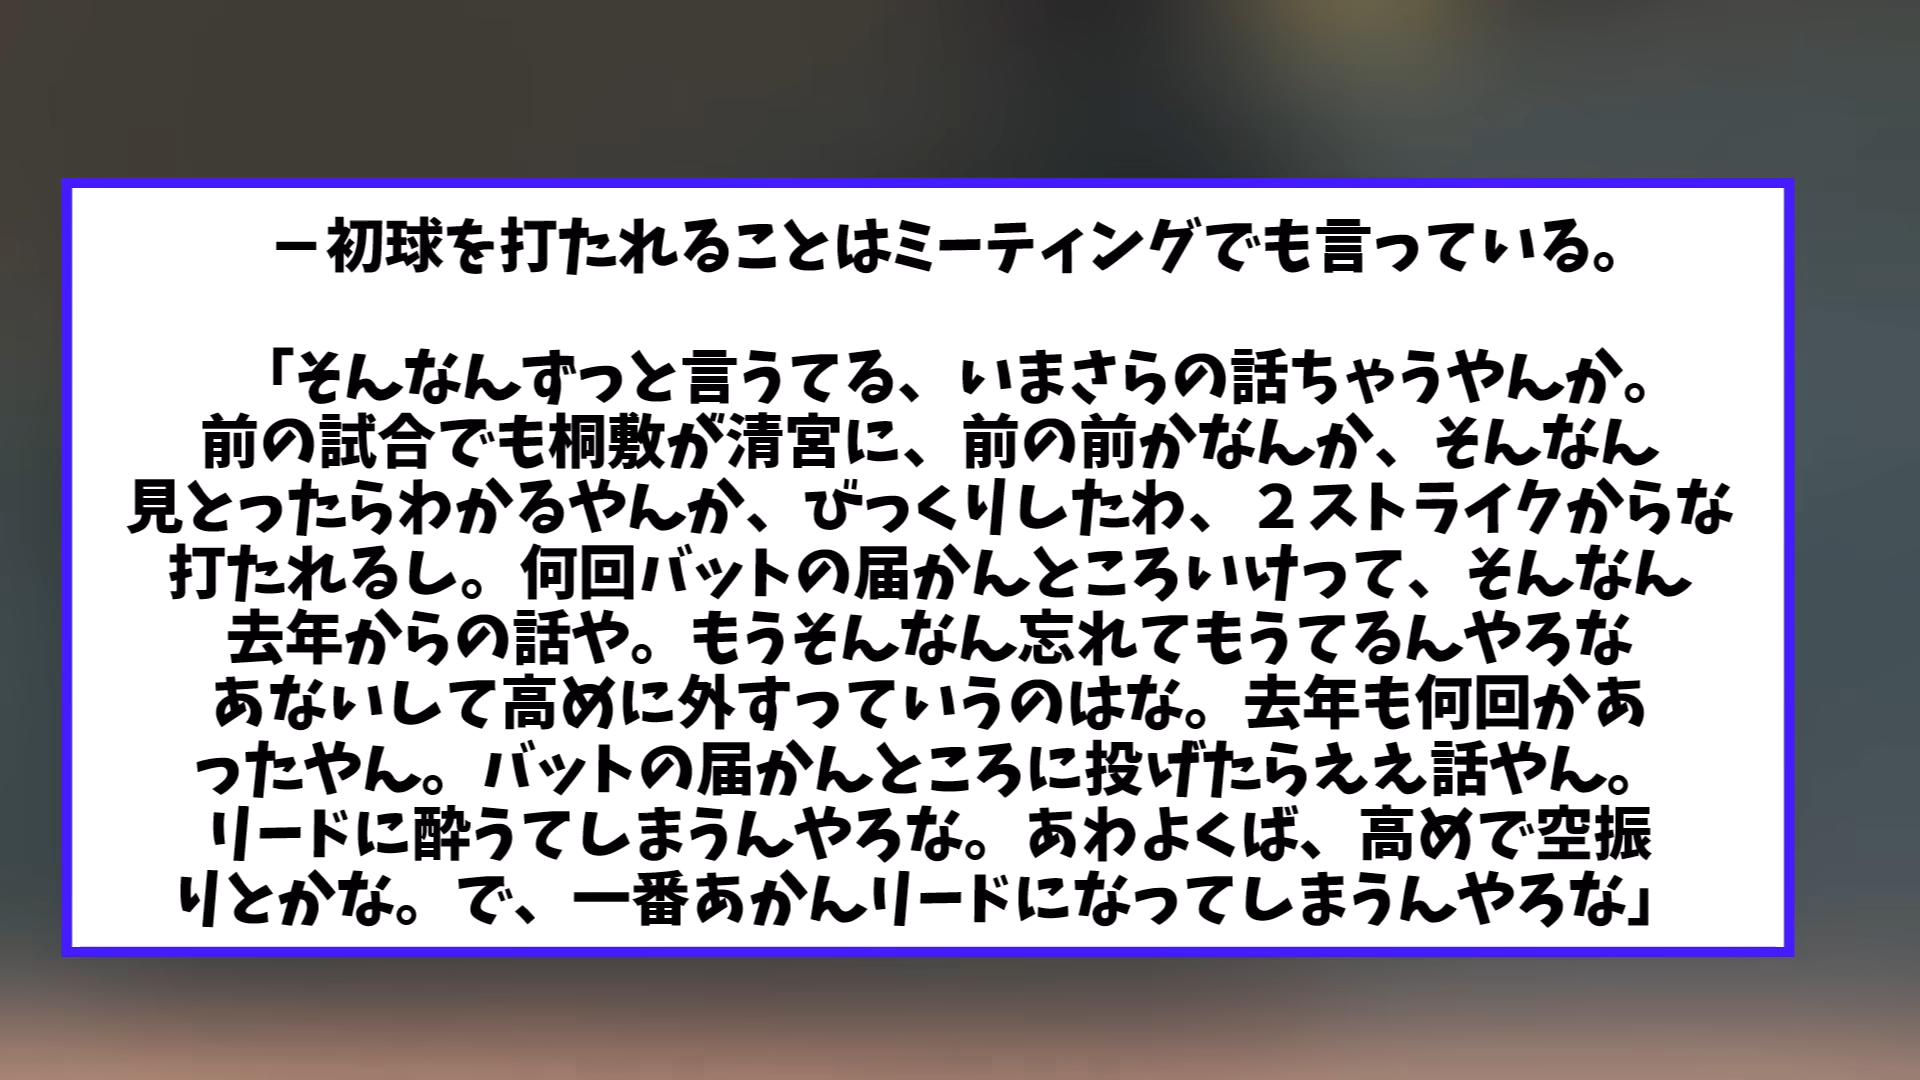 －初球を打たれることはミーティングでも言っている。
「そんなんずっと言うてる、いまさらの話ちゃうやんか。
前の試合でも桐敷が清宮に、前の前かなんか、そんなん
見とったらわかるやんか、びっくりしたわ、２ストライクからな
打たれるし。何回バットの届かんところいけって、そんなん
去年からの話や。もうそんなん忘れてもうてるんやろな
あないして高めに外すっていうのはな。去年も何回かあ
ったやん。バットの届かんところに投げたらええ話やん。
リードに酔うてしまうんやろな。あわよくば、高めで空振
りとかな。で、一番あかんリードになってしまうんやろな」